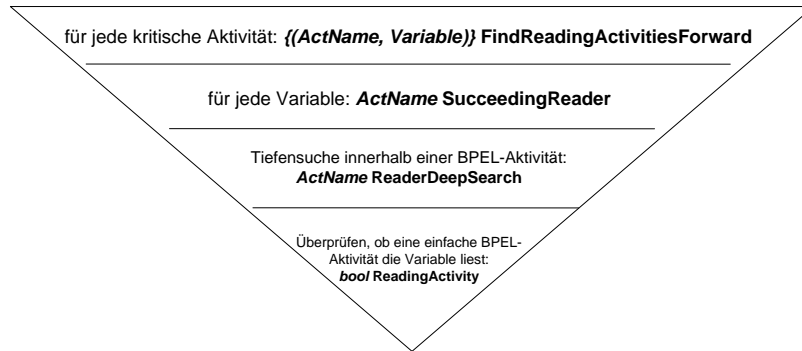 für jede kritische Aktivität: {(ActName, Variable)} FindReadingActivitiesForward
für jede Variable: ActName SucceedingReader
Tiefensuche innerhalb einer BPEL-Aktivität:
ActName ReaderDeepSearch
Überprüfen, ob eine einfache BPEL-
Aktivität die Variable liest:
bool ReadingActivity